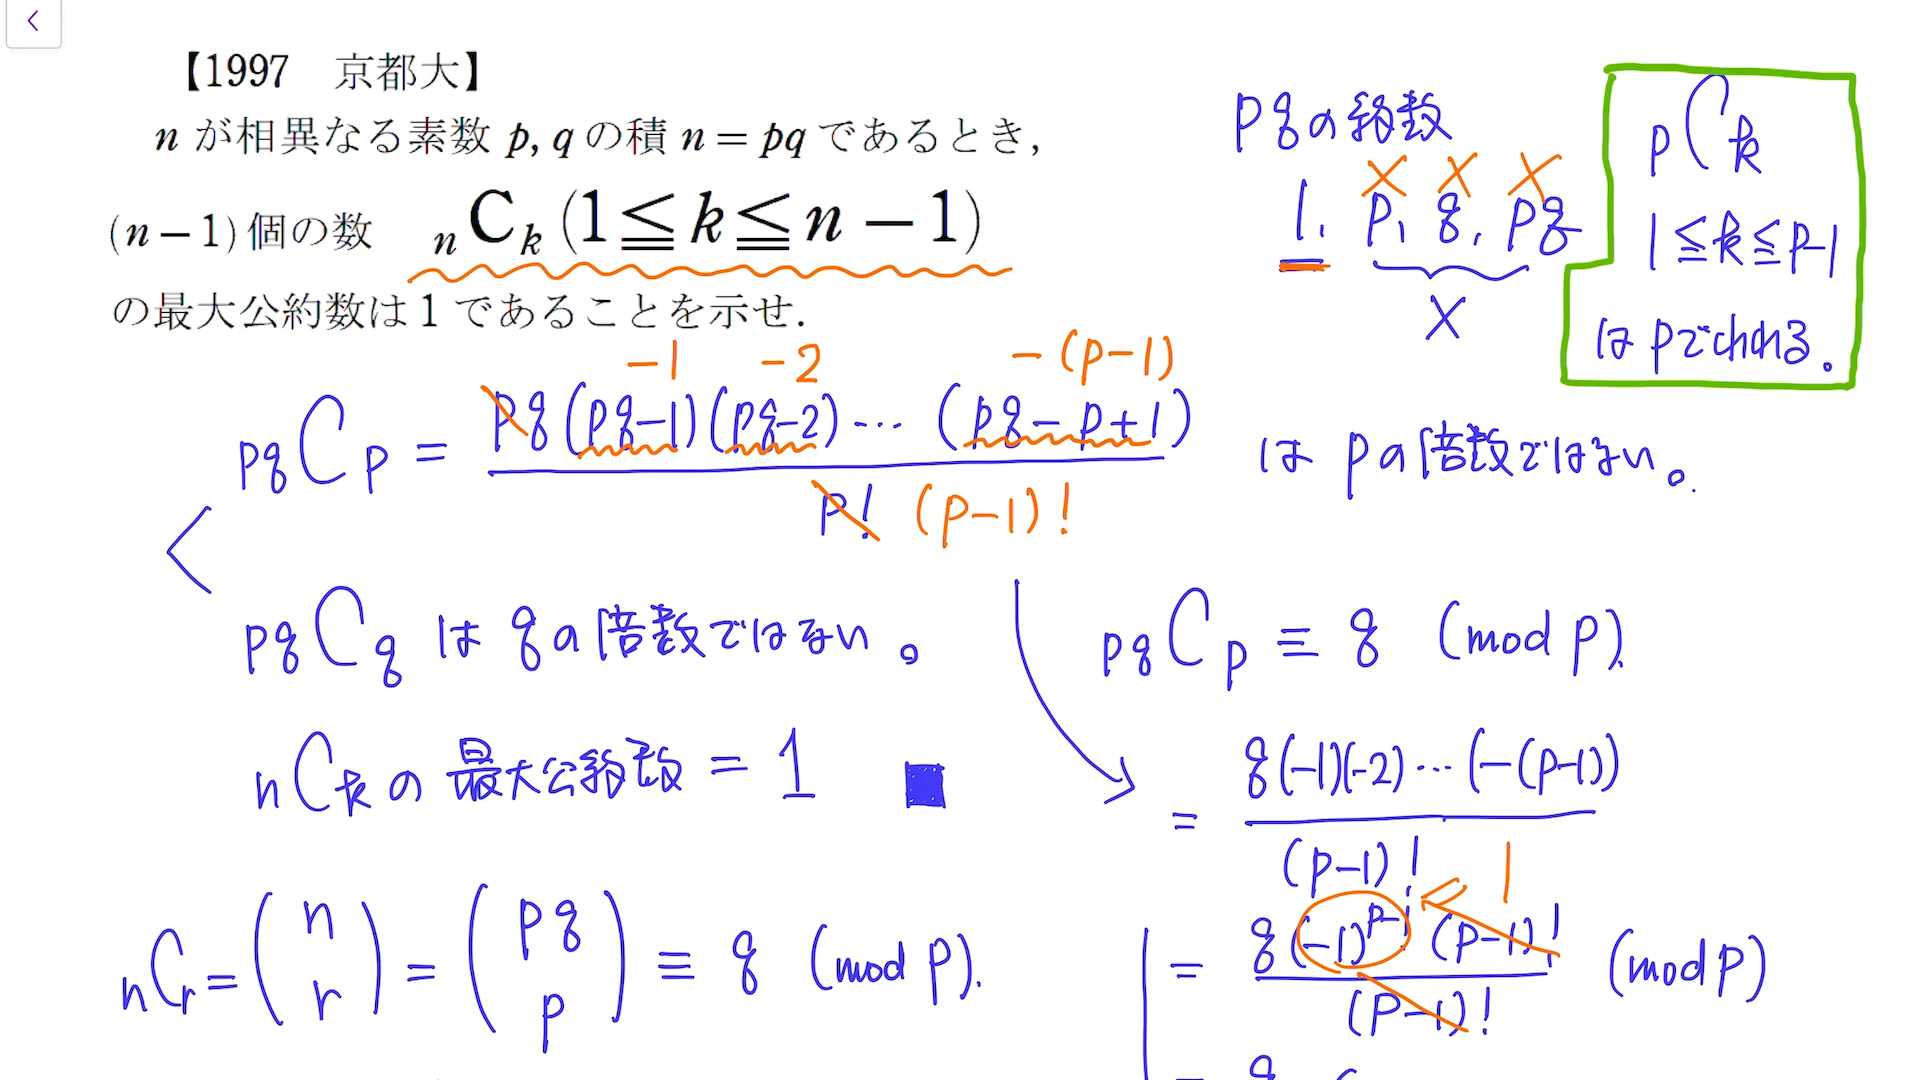 【1997　京都大】
n が相異なる素数 p, q の積 n = pq であるとき,
(n−1) 個の数　nCk (1≦k≦n−1)
の最大公約数は 1 であることを示せ.
pqの約数
1, p, q, pq
× × ×
×
pCk
1≦k≦p-1
は pでわれる。
-1 -2 -(p-1)
pqCp = pq(pq-1)(pq-2)…(pq-p+1) / p! (p-1)! は pの倍数ではない。
pqCq は qの倍数ではない。
nCkの 最大公約数 = 1 ■
pqCp ≡ q (mod p)
= q(-1)(-2)…(-(p-1)) / (p-1)!
1
= q(-1)^p-1 (p-1)! / (p-1)! (mod p)
nCr = (n r) = (pq p) ≡ q (mod p).
= q